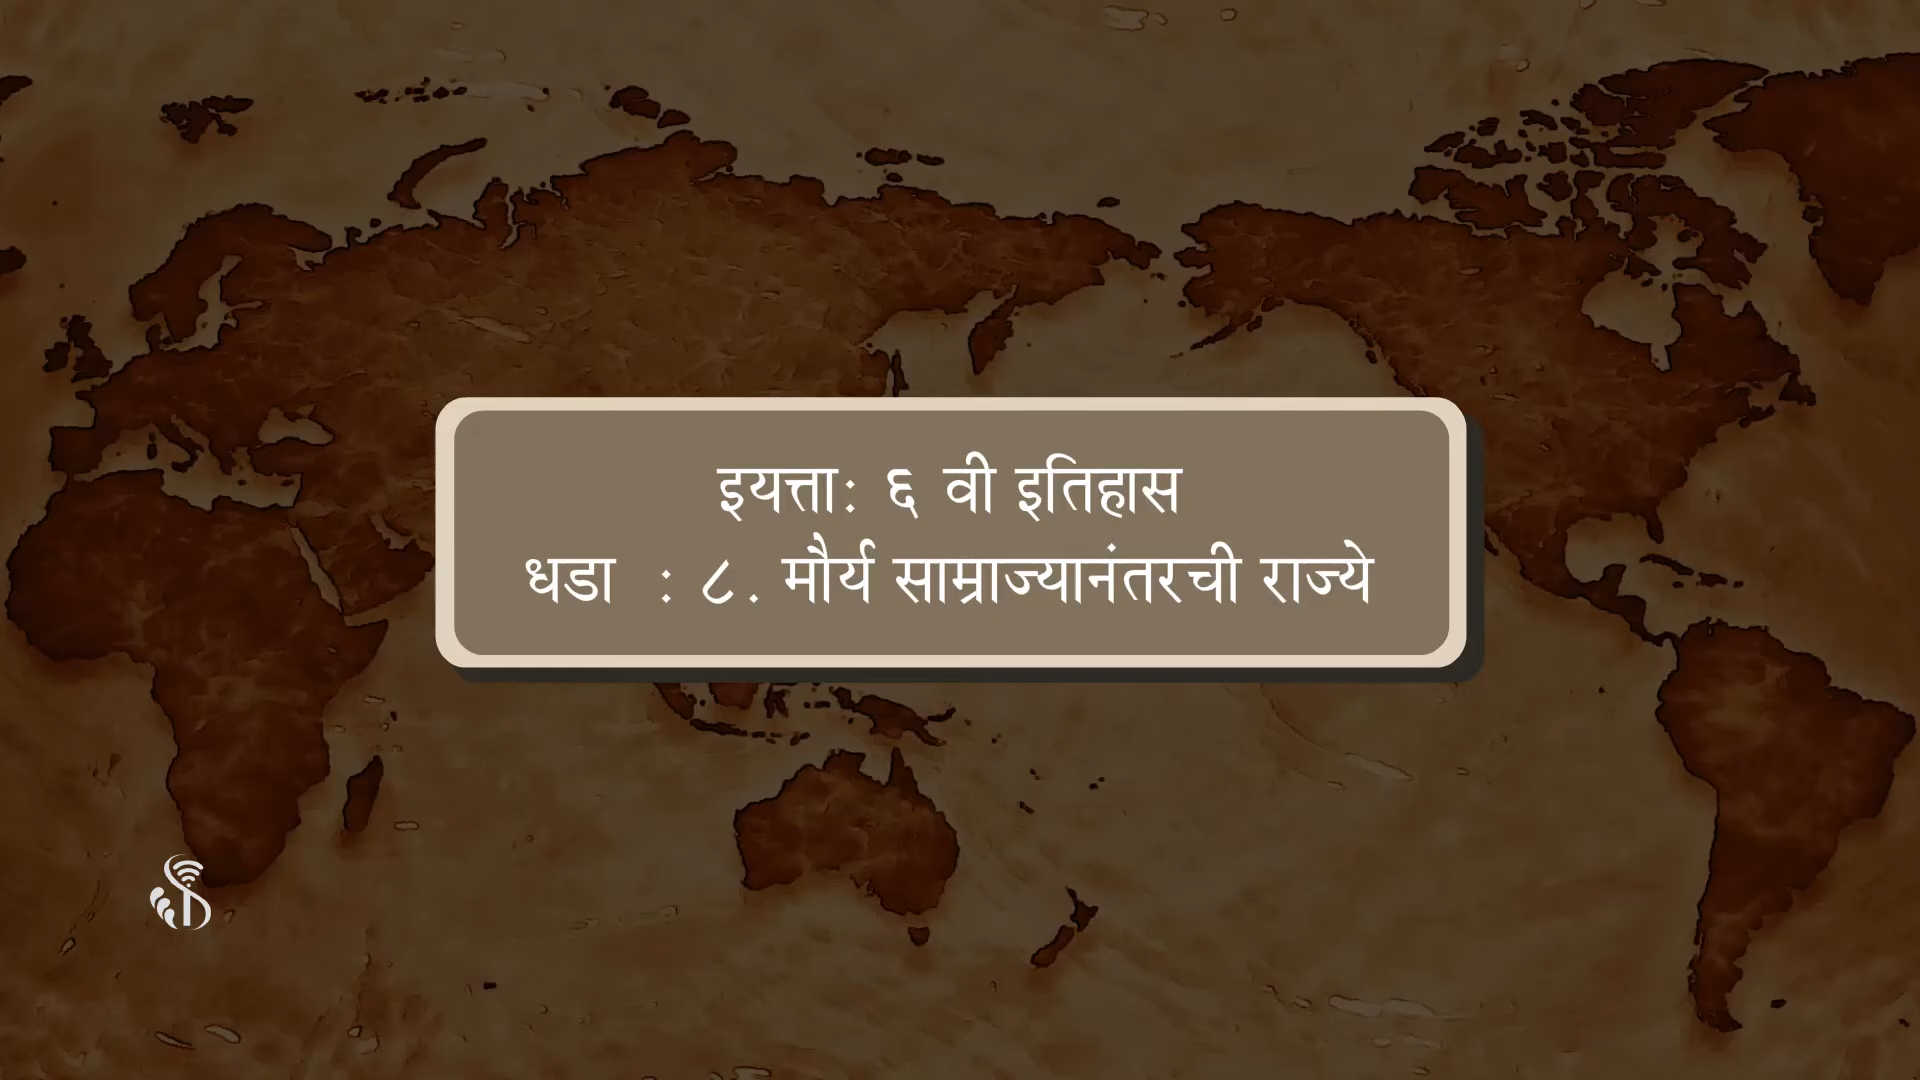 इयत्ता: ६ वी इतिहास
धडा : ८. मौर्य साम्राज्यानंतरची राज्ये